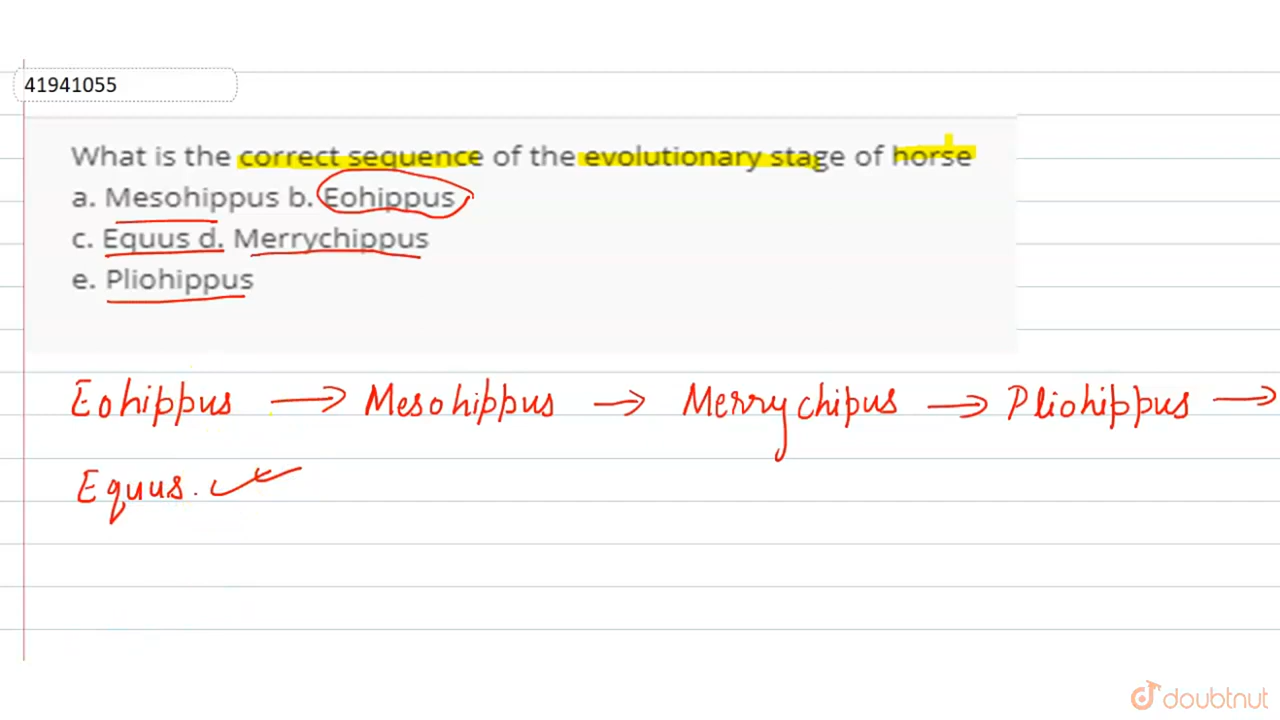 41941055
What is the correct sequence of the evolutionary stage of horse
a. Mesohippus b. Eohippus
c. Equus d. Merrychippus
e. Pliohippus
Eohippus → Mesohippus → Merrychipus → Pliohippus →
Equus.
doubtnut